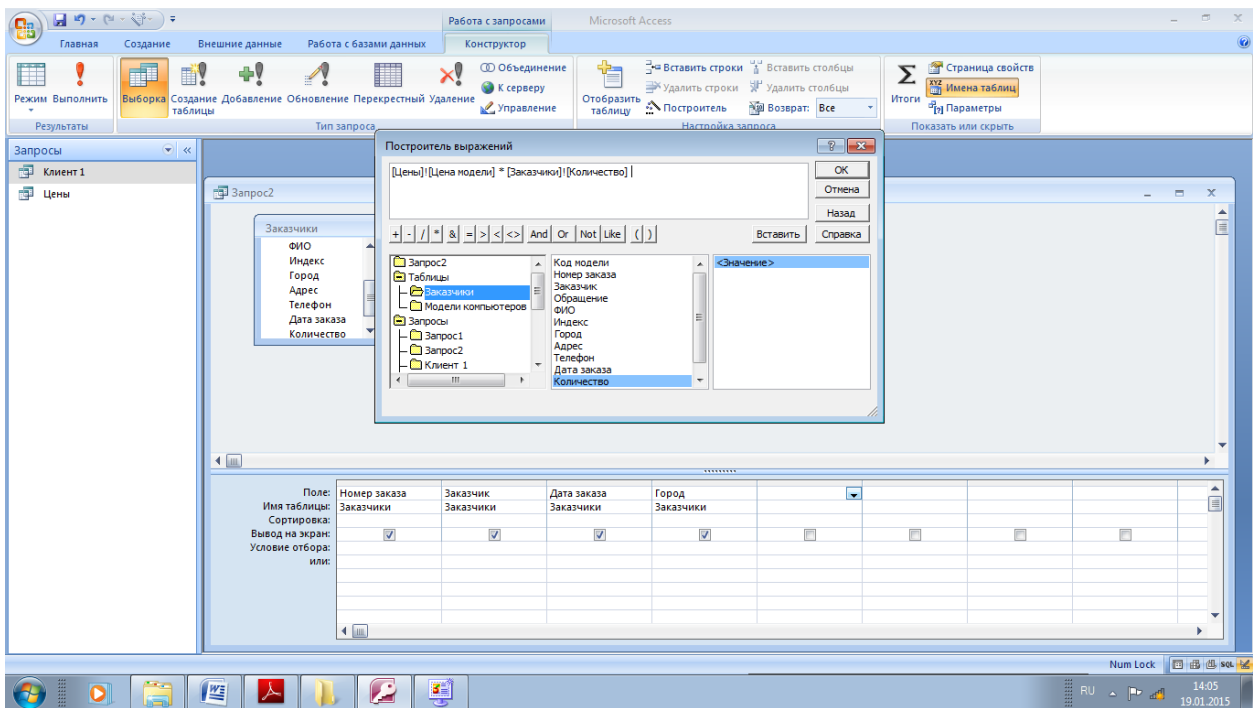 Работа с запросами
Microsoft Access
Главная
Создание
Внешние данные
Работа с базами данных
Конструктор
Режим
Выполнить
Выборка
Создание таблицы
Добавление
Обновление
Перекрестный
Удаление
Объединение
К серверу
Управление
Отобразить таблицу
Вставить строки
Удалить строки
Построитель
Вставить столбцы
Удалить столбцы
Возврат: Все
Итоги
Страница свойств
Имена таблиц
Параметры
Результаты
Тип запроса
Настройка запроса
Показать или скрыть
Запросы
Клиент 1
Цены
Запрос2
Заказчики
ФИО
Индекс
Город
Адрес
Телефон
Дата заказа
Количество
Построитель выражений
[Цены]![Цена модели] * [Заказчики]![Количество]
OK
Отмена
Назад
+ - / * & = > < <> And Or Not Like ( )
Вставить
Справка
Запрос2
Таблицы
Заказчики
Модели компьютеров
Запросы
Запрос1
Запрос2
Клиент 1
Код модели
Номер заказа
Заказчик
Обращение
ФИО
Индекс
Город
Адрес
Телефон
Дата заказа
Количество
<Значение>
Поле: Номер заказа Заказчик Дата заказа Город
Имя таблицы: Заказчики Заказчики Заказчики Заказчики
Сортировка:
Вывод на экран:
Условие отбора:
или:
Num Lock
SQL
RU
14:05
19.01.2015